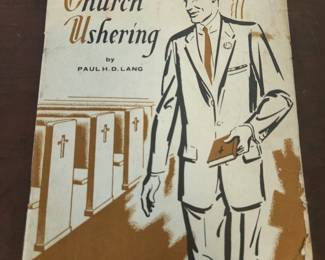 Church
Ushering
by
PAUL H. D. LANG